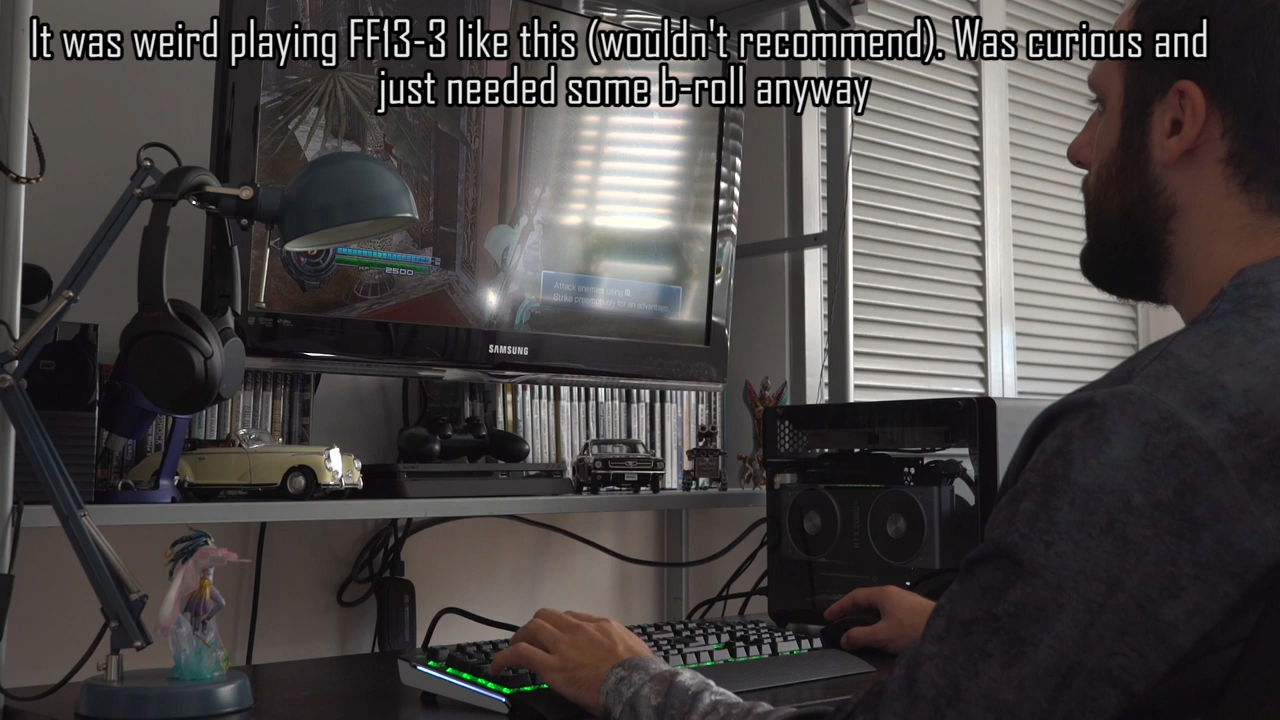 It was weird playing FF13-3 like this (wouldn't recommend). Was curious and
just needed some b-roll anyway
HP 2500
Attack enemies using
Strike preemptively for an advantage.
SAMSUNG